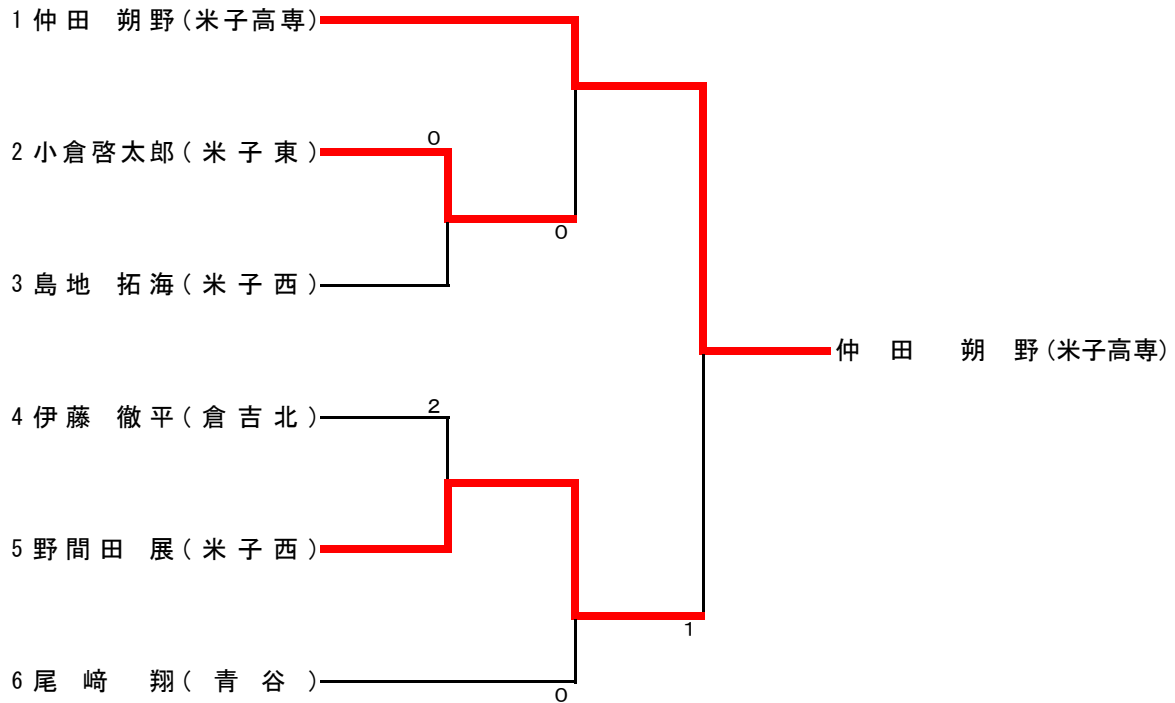 1 仲田 朔野(米子高専)
0
2 小倉啓太郎(米子東)
0
3 島地 拓海(米子西)
仲田 朔野(米子高専)
2
4 伊藤 徹平(倉吉北)
5 野間田 展(米子西)
1
6 尾﨑 翔(青谷)
0